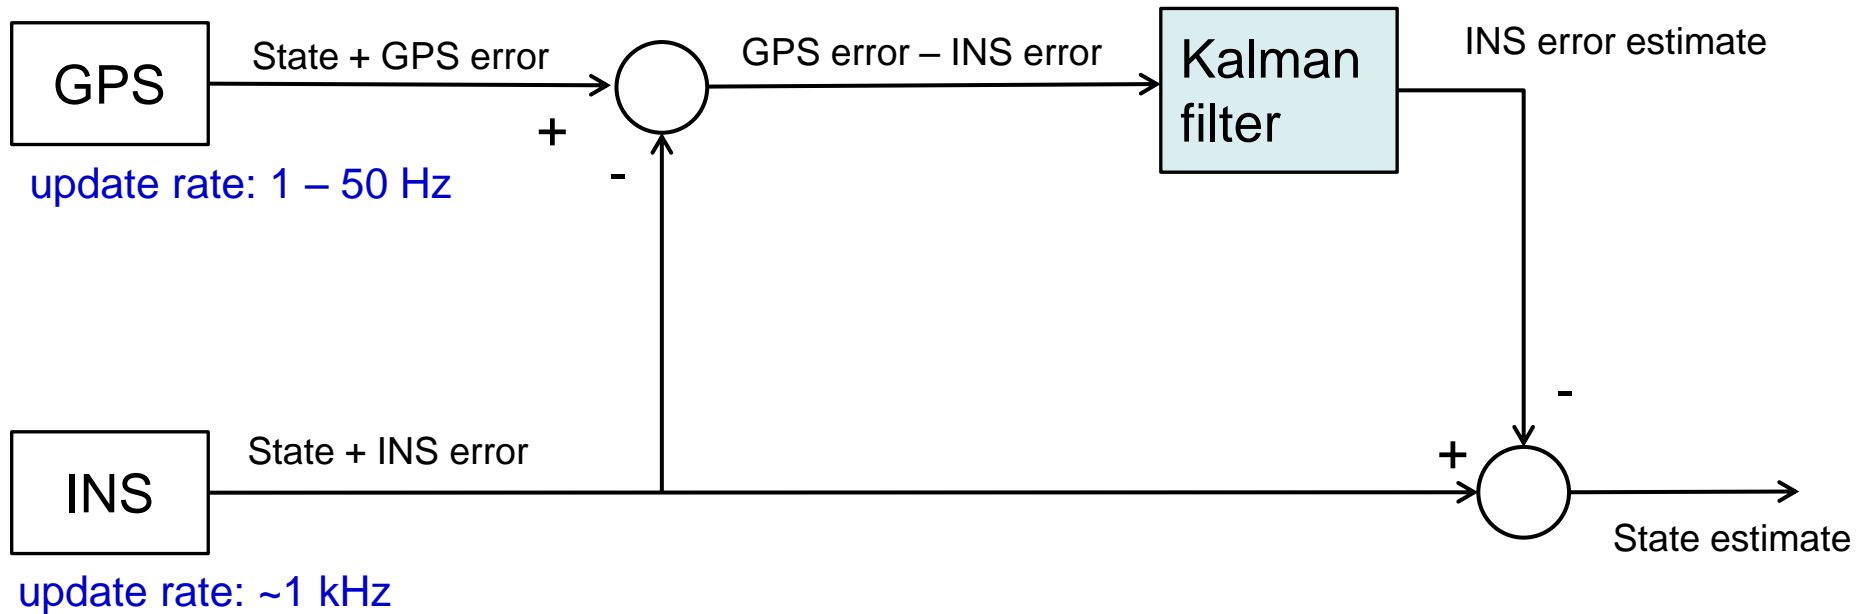 GPS
State + GPS error
GPS error – INS error
Kalman
filter
INS error estimate
+
-
update rate: 1 – 50 Hz
-
+
INS
State + INS error
State estimate
update rate: ~1 kHz